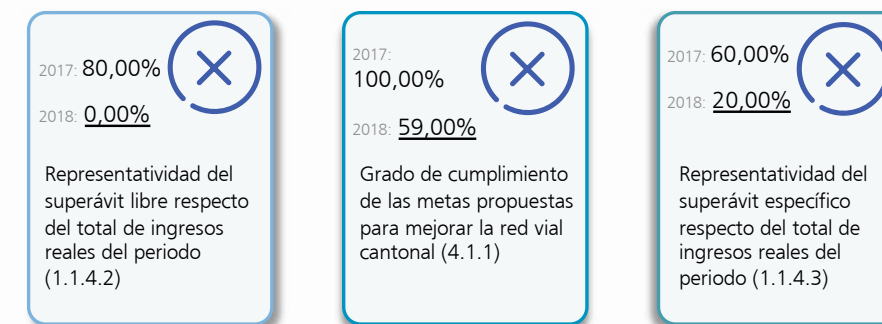 2017: 80,00%
2018: 0,00%
Representatividad del
superávit libre respecto
del total de ingresos
reales del periodo
(1.1.4.2)
2017:
100,00%
2018: 59,00%
Grado de cumplimiento
de las metas propuestas
para mejorar la red vial
cantonal (4.1.1)
2017: 60,00%
2018: 20,00%
Representatividad del
superávit específico
respecto del total de
ingresos reales del
periodo (1.1.4.3)